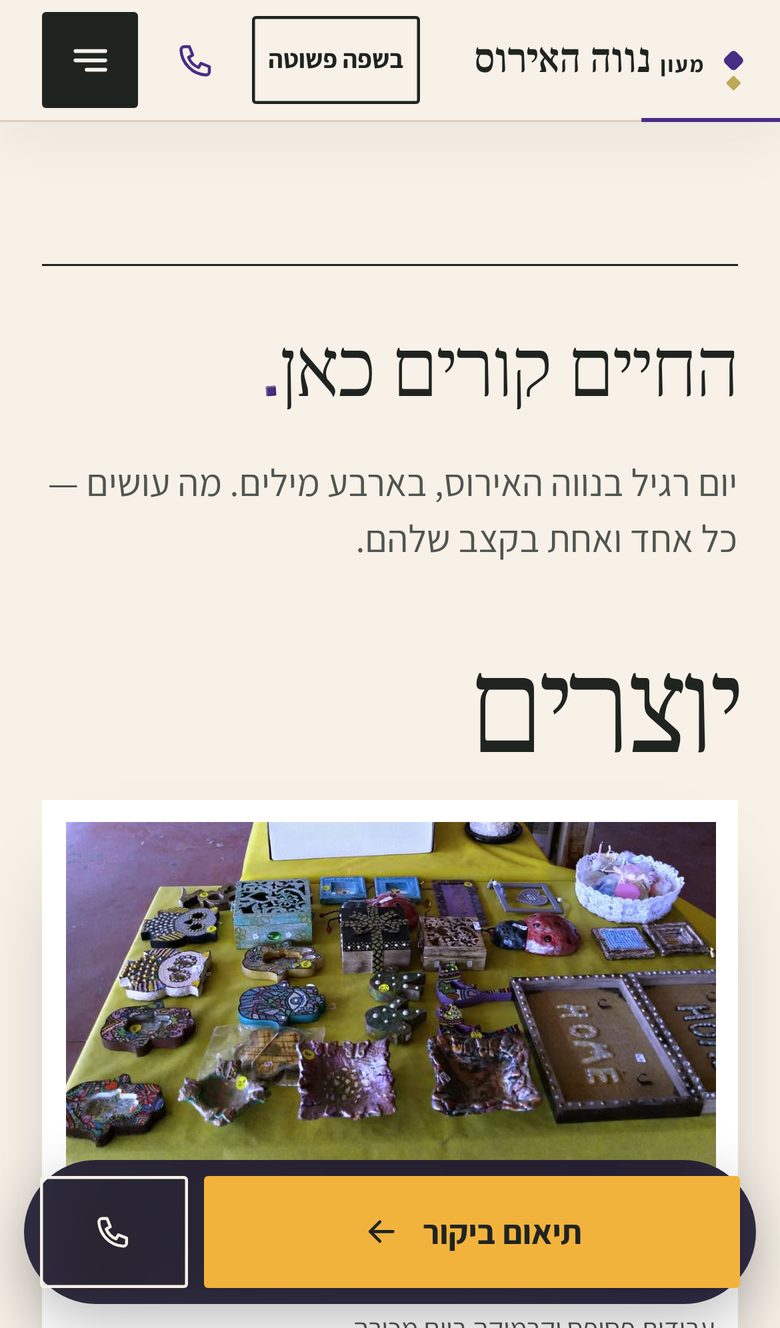 מעון נווה האירוס
בשפה פשוטה
החיים קורים כאן.
יום רגיל בנווה האירוס, בארבע מילים. מה עושים —
כל אחד ואחת בקצב שלהם.
יוצרים
HOME
תיאום ביקור